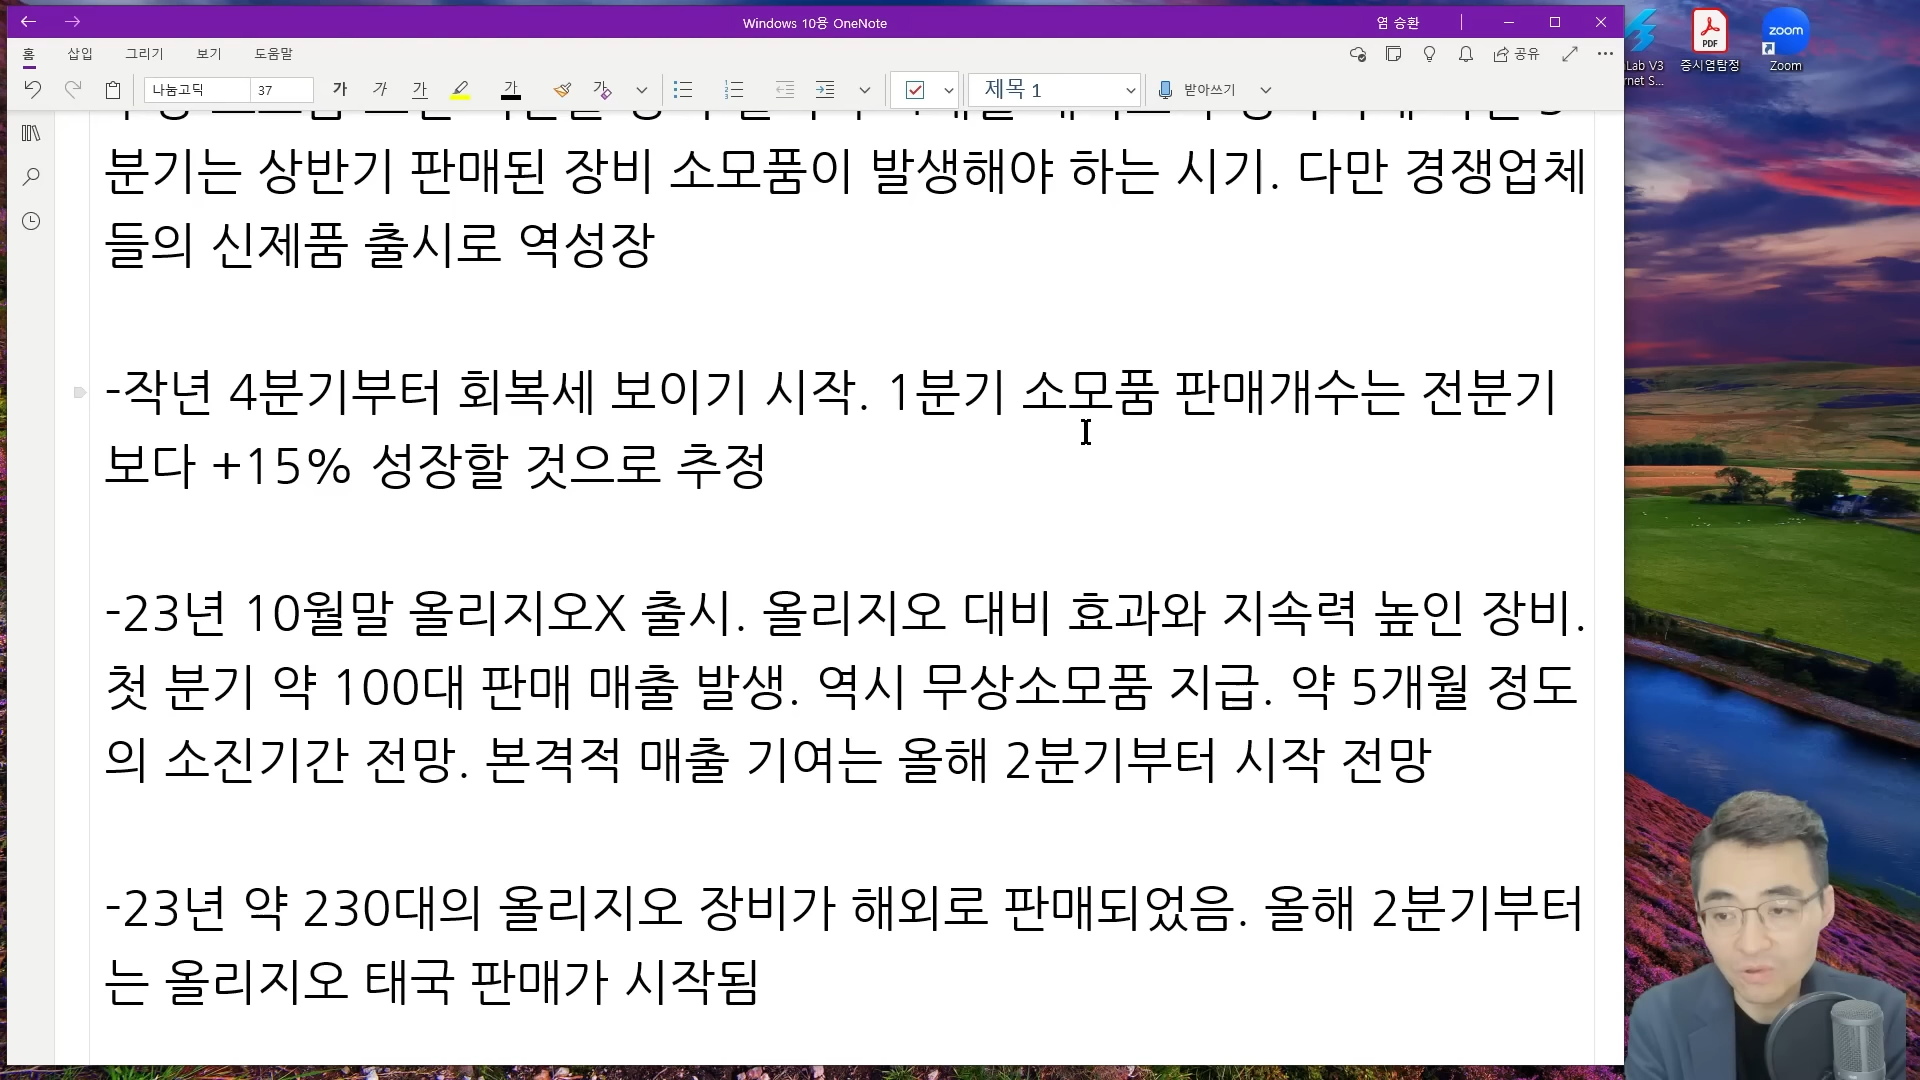 Windows 10용 OneNote
염 승환
홈 삽입 그리기 보기 도움말
공유
나눔고딕 37 가 가 가 가 가 제목 1 받아쓰기
분기는 상반기 판매된 장비 소모품이 발생해야 하는 시기. 다만 경쟁업체
들의 신제품 출시로 역성장
-작년 4분기부터 회복세 보이기 시작. 1분기 소모품 판매개수는 전분기
보다 +15% 성장할 것으로 추정
-23년 10월말 올리지오X 출시. 올리지오 대비 효과와 지속력 높인 장비.
첫 분기 약 100대 판매 매출 발생. 역시 무상소모품 지급. 약 5개월 정도
의 소진기간 전망. 본격적 매출 기여는 올해 2분기부터 시작 전망
-23년 약 230대의 올리지오 장비가 해외로 판매되었음. 올해 2분기부터
는 올리지오 태국 판매가 시작됨
Lab V3
rnet S...
PDF
증시염탐정
zoom
Zoom